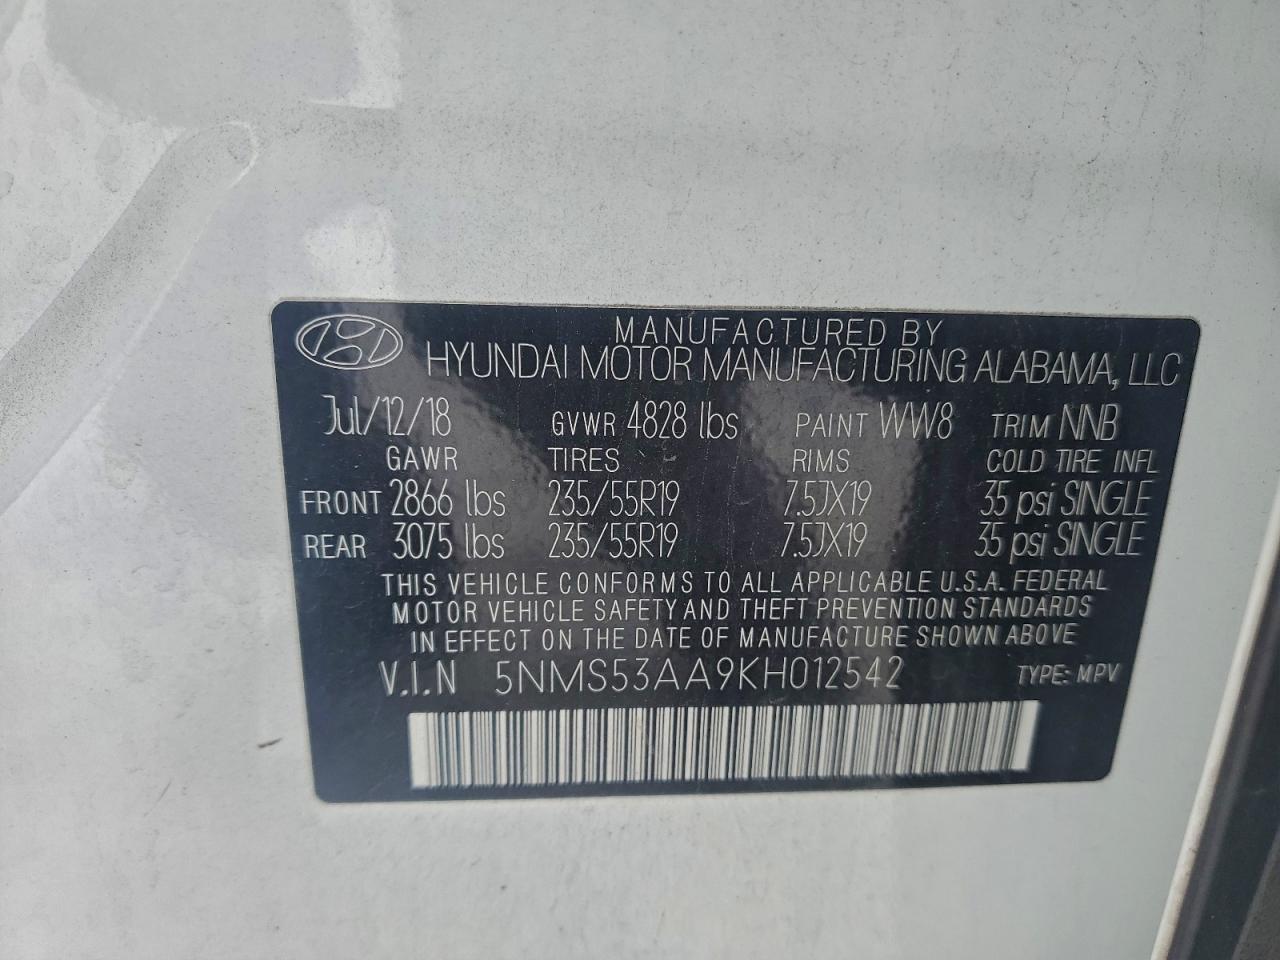 MANUFACTURED BY
HYUNDAI MOTOR MANUFACTURING ALABAMA, LLC
Jul/12/18 GVWR 4828 lbs PAINT WW8 TRIM NNB
GAWR TIRES RIMS COLD TIRE INFL
FRONT 2866 lbs 235/55R19 7.5JX19 35 psi SINGLE
REAR 3075 lbs 235/55R19 7.5JX19 35 psi SINGLE
THIS VEHICLE CONFORMS TO ALL APPLICABLE U.S.A. FEDERAL
MOTOR VEHICLE SAFETY AND THEFT PREVENTION STANDARDS
IN EFFECT ON THE DATE OF MANUFACTURE SHOWN ABOVE
V.I.N 5NMS53AA9KH012542 TYPE: MPV